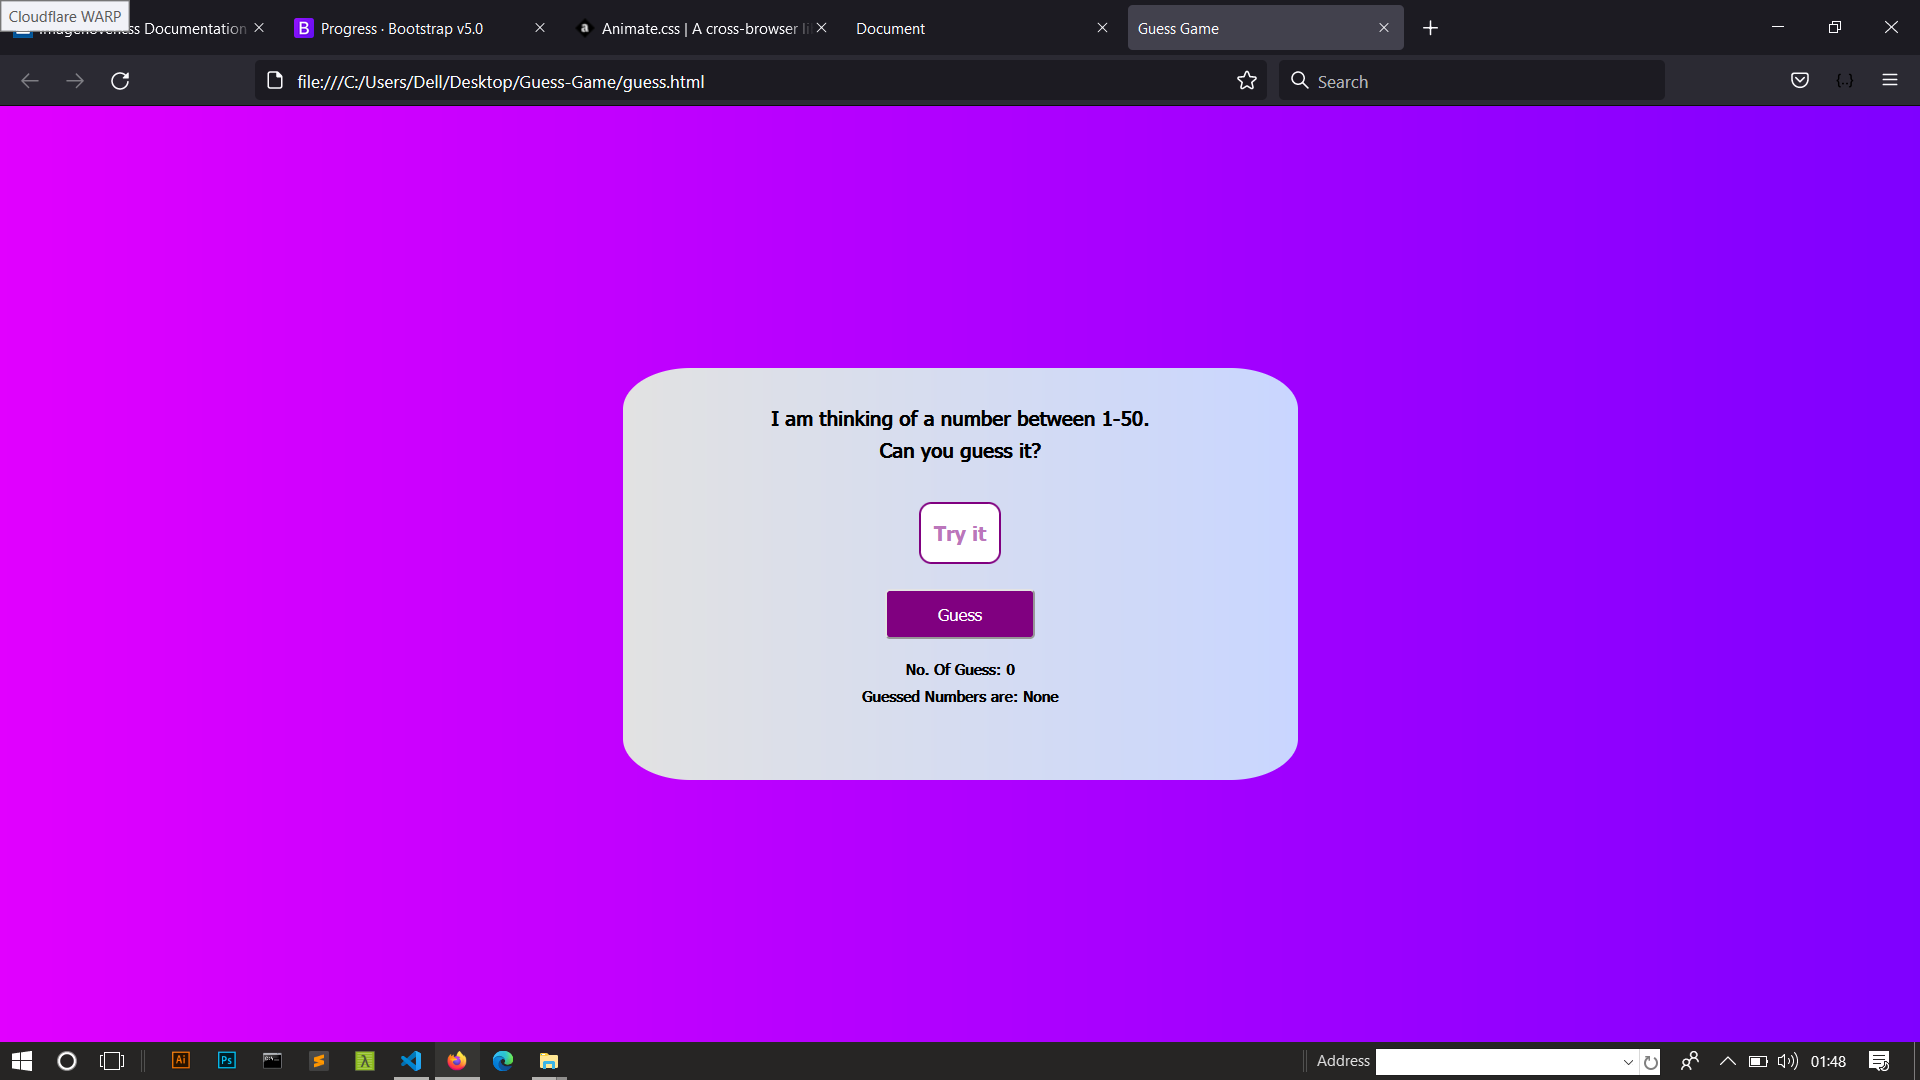 Cloudflare WARP
Documentation
Progress · Bootstrap v5.0
Animate.css | A cross-browser li
Document
Guess Game
file:///C:/Users/Dell/Desktop/Guess-Game/guess.html
Search
I am thinking of a number between 1-50.
Can you guess it?
Try it
Guess
No. Of Guess: 0
Guessed Numbers are: None
Ai
Ps
Address
01:48